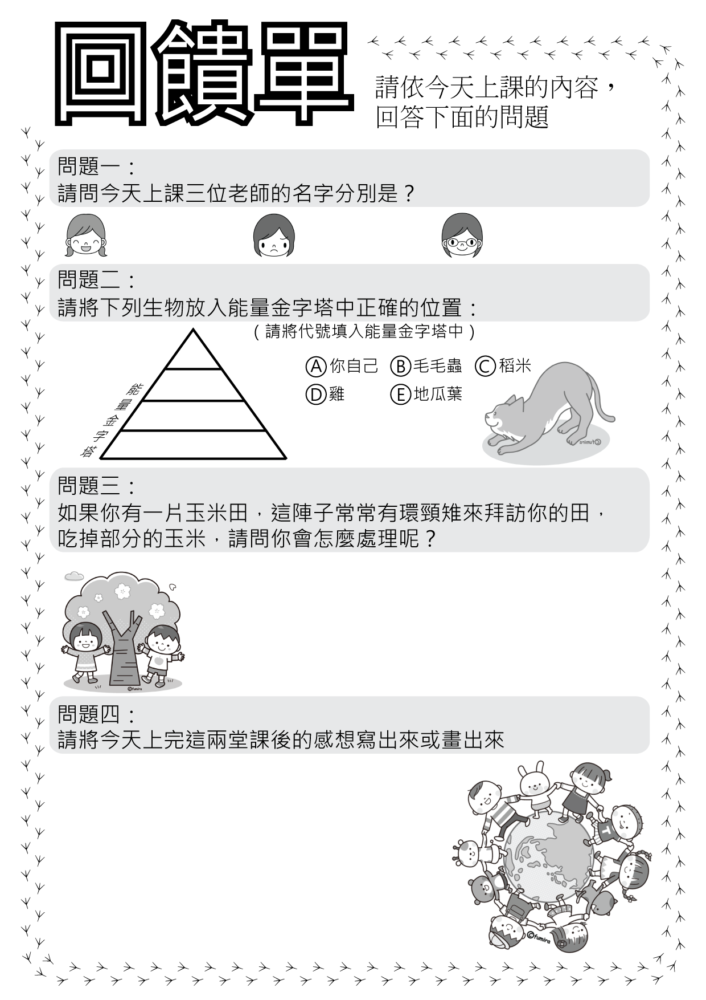 回饋單
請依今天上課的內容，
回答下面的問題
問題一：
請問今天上課三位老師的名字分別是？
問題二：
請將下列生物放入能量金字塔中正確的位置：
（請將代號填入能量金字塔中）
Ⓐ你自己 Ⓑ毛毛蟲 Ⓒ稻米
Ⓓ雞 Ⓔ地瓜葉
能量金字塔
©fumira
問題三：
如果你有一片玉米田，這陣子常常有環頸雉來拜訪你的田，
吃掉部分的玉米，請問你會怎麼處理呢？
©fumira
問題四：
請將今天上完這兩堂課後的感想寫出來或畫出來
T
©fumira